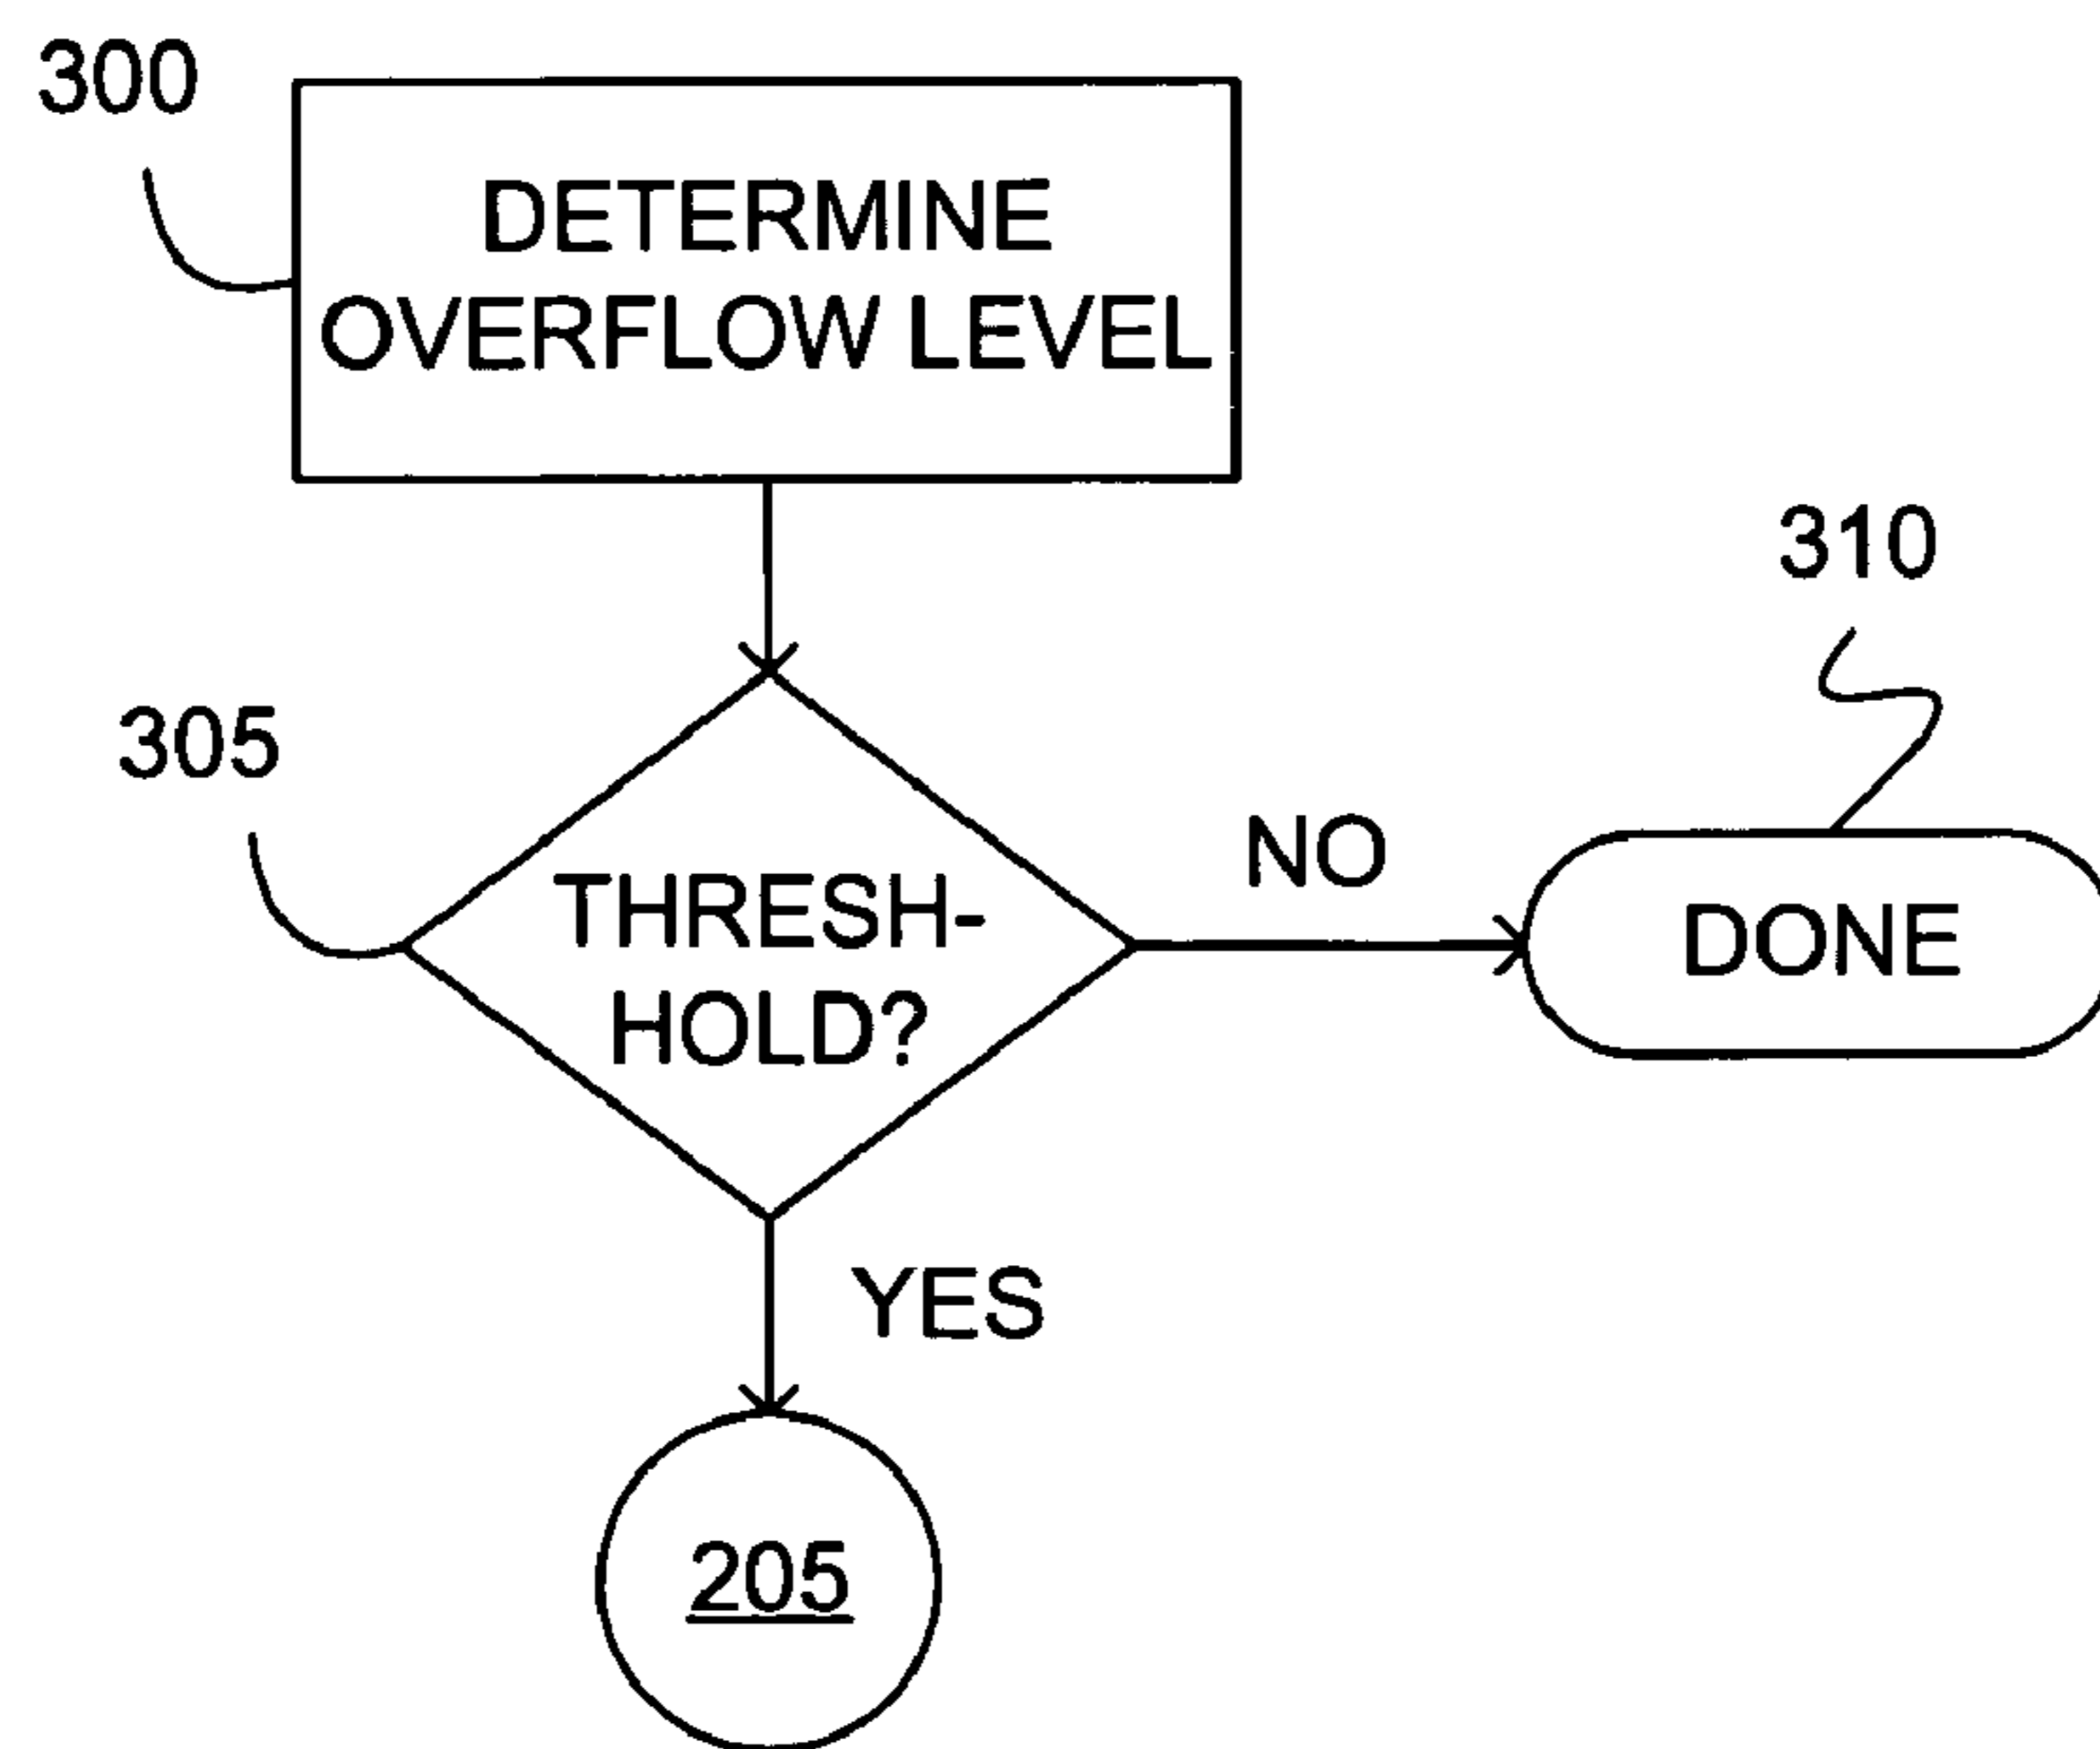 300
DETERMINE
OVERFLOW LEVEL
310
305
THRESH-
HOLD?
NO
DONE
YES
205